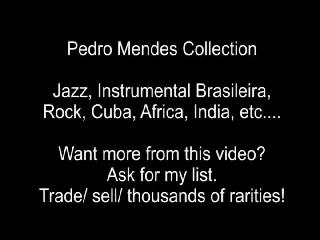 Pedro Mendes Collection
Jazz, Instrumental Brasileira,
Rock, Cuba, Africa, India, etc....
Want more from this video?
Ask for my list.
Trade/ sell/ thousands of rarities!